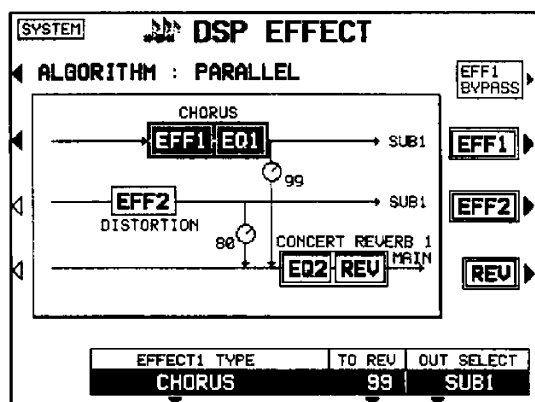 SYSTEM
DSP EFFECT
ALGORITHM : PARALLEL
EFF1
BYPASS
CHORUS
EFF1 EQ1
SUB1
EFF1
99
EFF2
SUB1
EFF2
DISTORTION
80
CONCERT REVERB 1
MAIN
EQ2 REV
REV
EFFECT1 TYPE TO REV OUT SELECT
CHORUS 99 SUB1